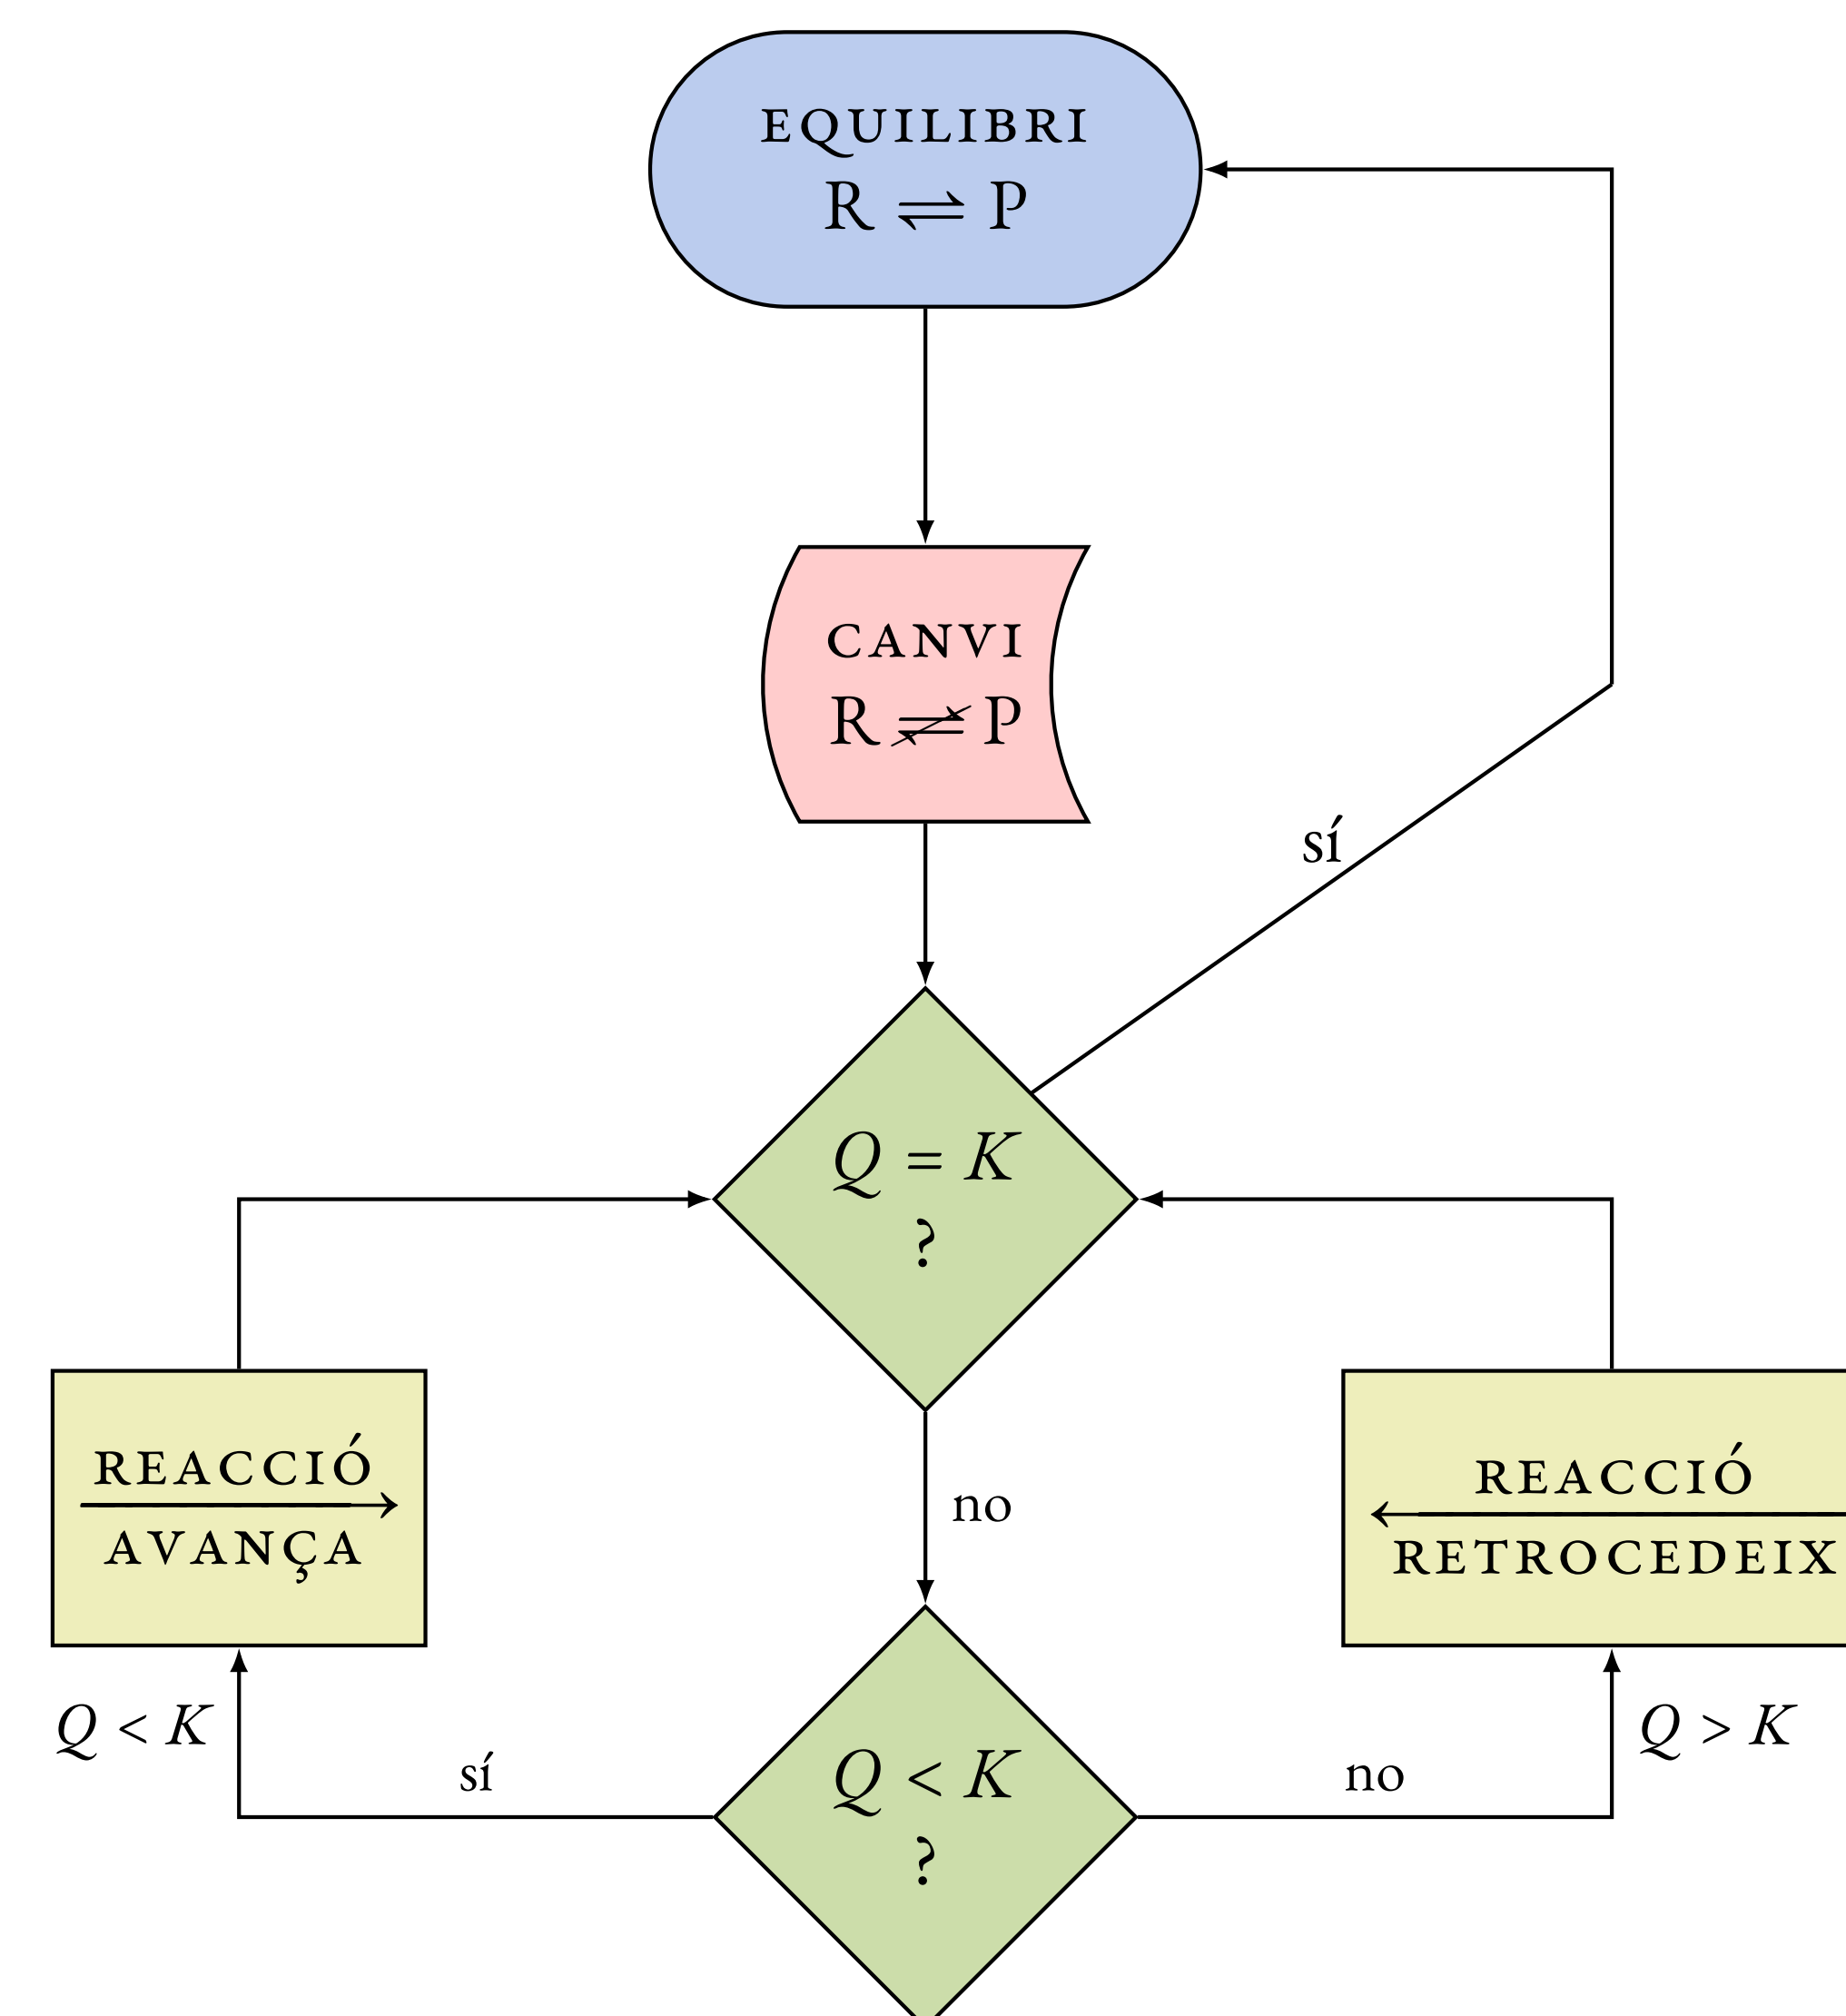 EQUILIBRI
R ⇌ P
CANVI
R ⇌̸ P
sí
Q = K
?
REACCIÓ
AVANÇA
no
REACCIÓ
RETROCEDEIX
Q < K
sí
Q < K
?
no
Q > K